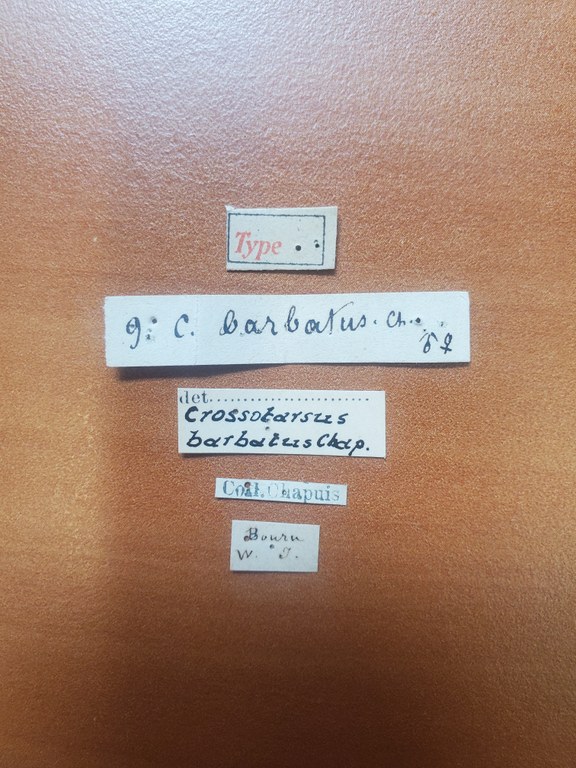 Type
9. C. barbatus. Ch.
♂♀
det.......................
Crossotarsus
barbatus Chap.
Coll. Chapuis
Bouru
W. J.